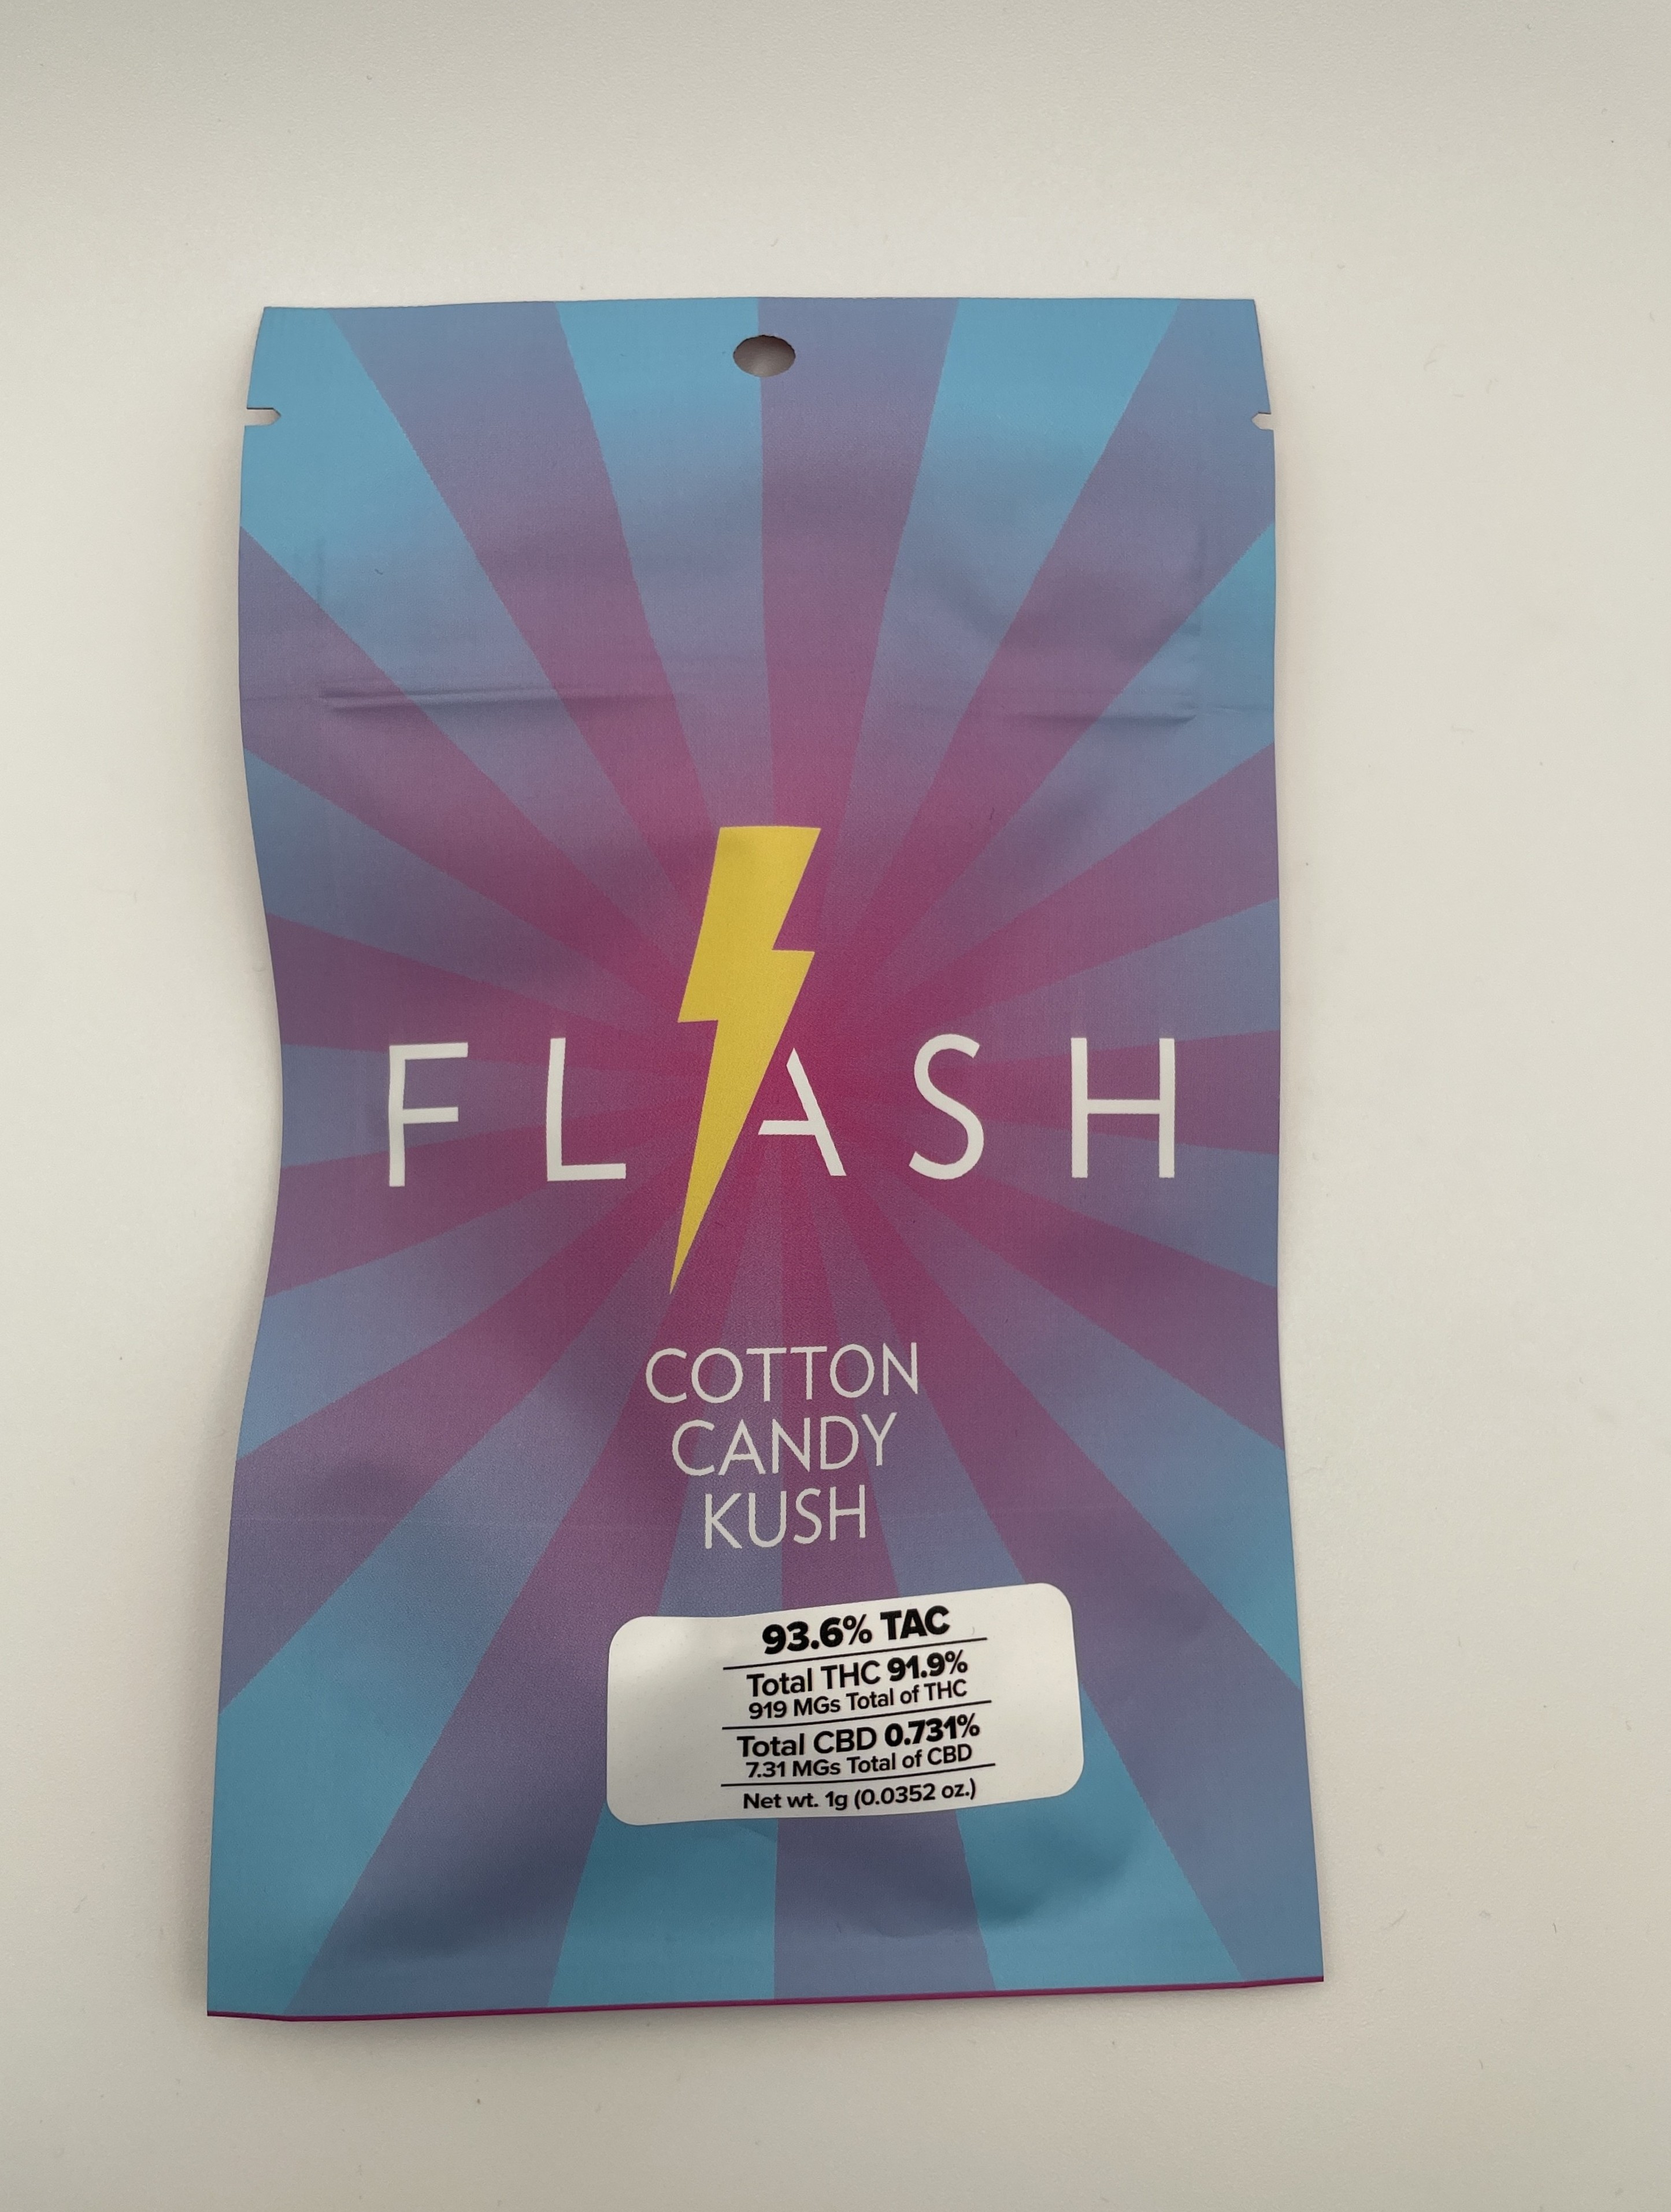 FLASH
COTTON
CANDY
KUSH
93.6% TAC
Total THC 91.9%
919 MGs Total of THC
Total CBD 0.731%
7.31 MGs Total of CBD
Net wt. 1g (0.0352 oz.)